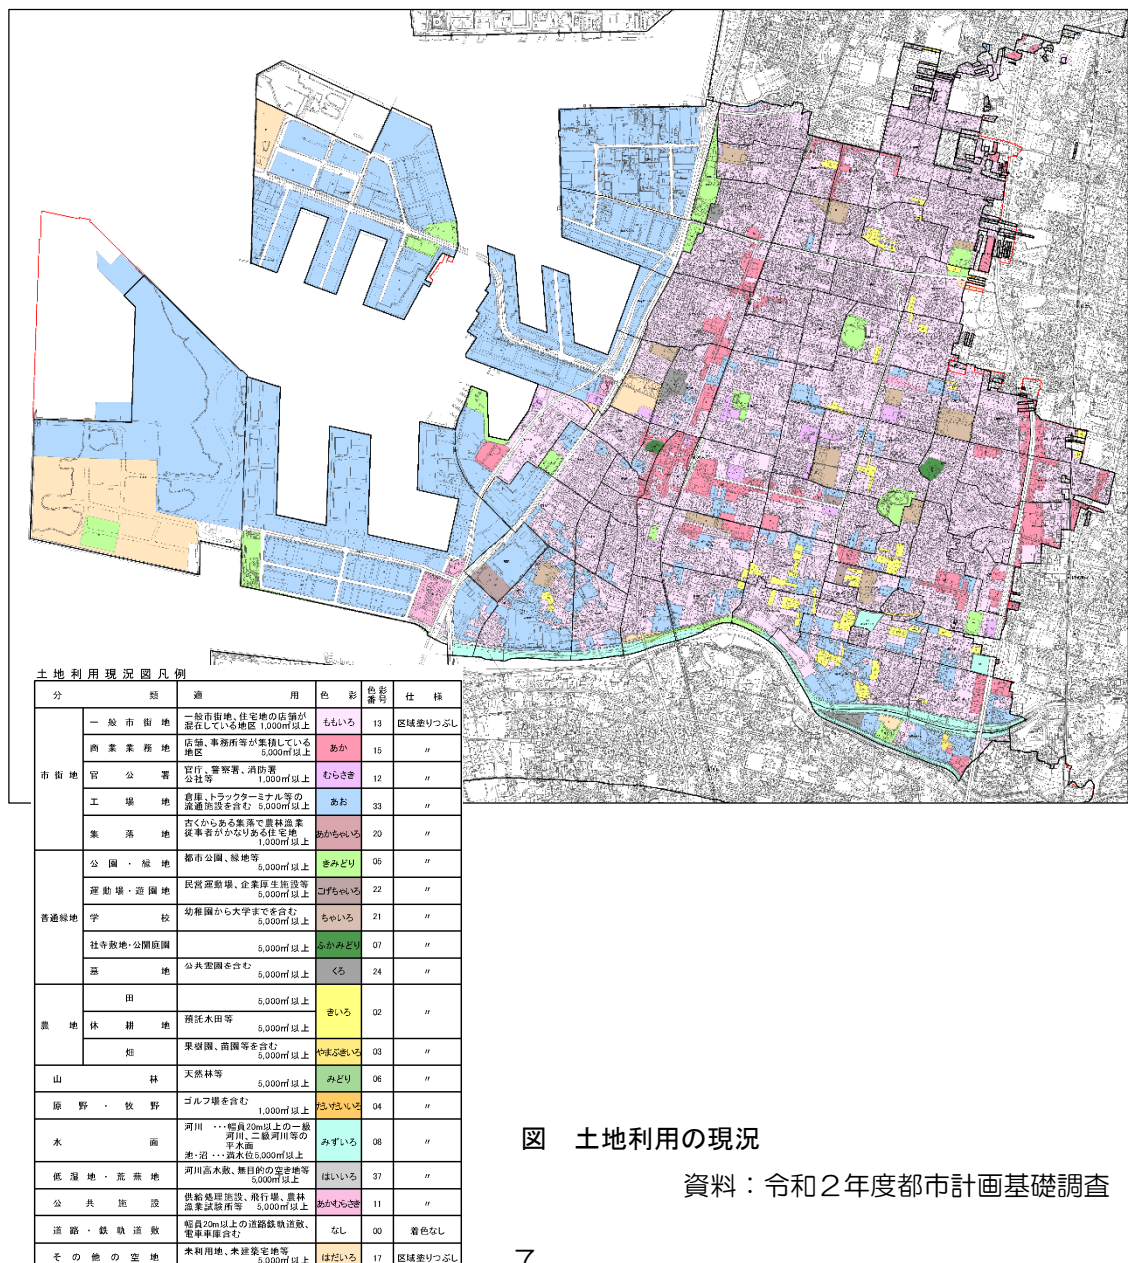 土地利用現況図凡例
分類 適用 色彩 色彩番号 仕様
市街地
一般市街地 一般市街地、住宅地の店舗が混在している地区 1,000㎡以上 ももいろ 13 区域塗りつぶし
商業業務地 店舗、事務所等が集積している地区 5,000㎡以上 あか 15 〃
官公署 官庁、警察署、消防署公社等 1,000㎡以上 むらさき 12 〃
工場地 倉庫、トラックターミナル等の流通施設を含む 5,000㎡以上 あお 33 〃
集落地 古くからある集落で農林漁業従事者がかなりある住宅地 1,000㎡以上 あかちゃいろ 20 〃
普通緑地
公園・緑地 都市公園、緑地等 5,000㎡以上 きみどり 05 〃
運動場・遊園地 民営運動場、企業厚生施設等 5,000㎡以上 こげちゃいろ 22 〃
学校 幼稚園から大学までを含む 5,000㎡以上 ちゃいろ 21 〃
社寺敷地・公開庭園 5,000㎡以上 ふかみどり 07 〃
墓地 公共霊園を含む 5,000㎡以上 くろ 24 〃
農地
田 5,000㎡以上 きいろ 02 〃
休耕地 預託水田等 5,000㎡以上
畑 果樹園、苗園等を含む 5,000㎡以上 やまぶきいろ 03 〃
山林 天然林等 5,000㎡以上 みどり 06 〃
原野・牧野 ゴルフ場を含む 1,000㎡以上 だいだいいろ 04 〃
水面 河川 ・・・幅員20m以上の一級河川、二級河川等の平水面 池・沼・・・満水位5,000㎡以上 みずいろ 08 〃
低湿地・荒蕪地 河川高水敷、無目的の空き地等 5,000㎡以上 はいいろ 37 〃
公共施設 供給処理施設、飛行場、農林漁業試験所等 5,000㎡以上 あかむらさき 11 〃
道路・鉄軌道敷 幅員20m以上の道路鉄軌道敷、電車車庫含む なし 00 着色なし
その他の空地 未利用地、未建築宅地等 5,000㎡以上 はだいろ 17 区域塗りつぶし
図 土地利用の現況
資料：令和２年度都市計画基礎調査
7